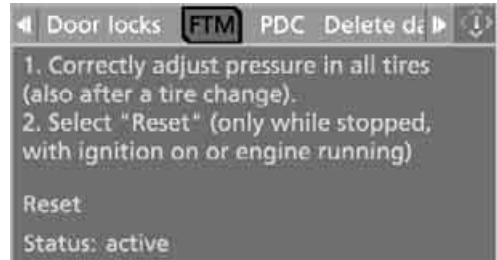 Door locks FTM PDC Delete da
1. Correctly adjust pressure in all tires
(also after a tire change).
2. Select "Reset" (only while stopped,
with ignition on or engine running)
Reset
Status: active